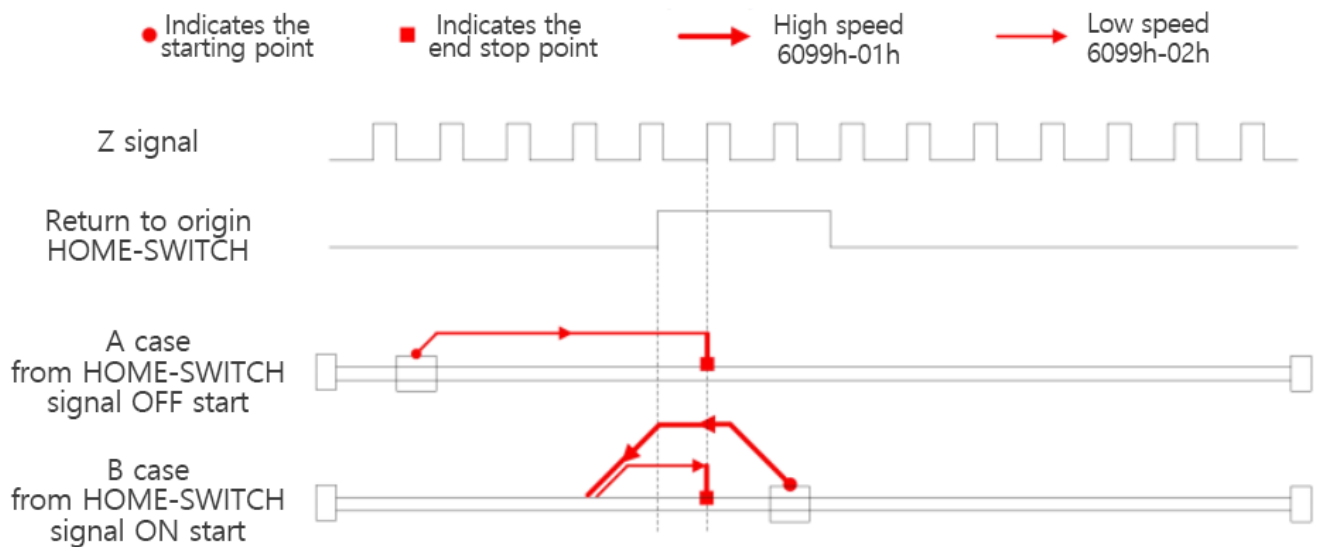 Indicates the
starting point
Indicates the
end stop point
High speed
6099h-01h
Low speed
6099h-02h
Z signal
Return to origin
HOME-SWITCH
A case
from HOME-SWITCH
signal OFF start
B case
from HOME-SWITCH
signal ON start